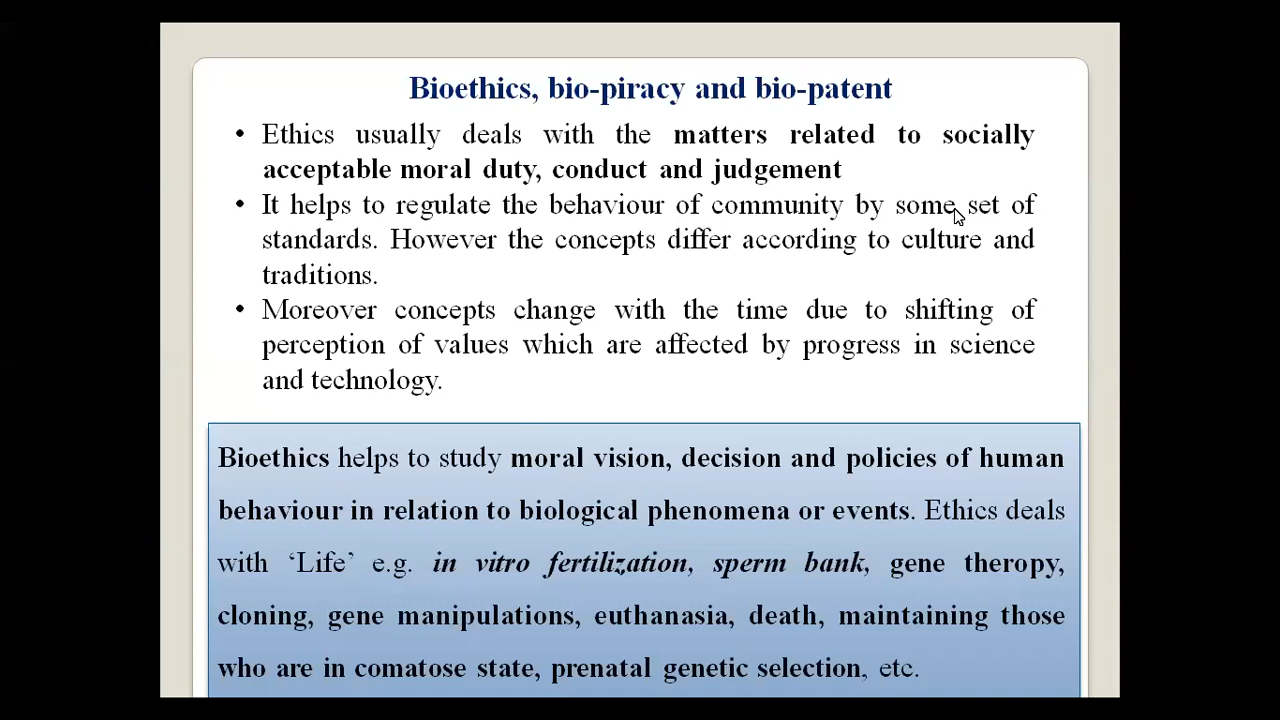 Bioethics, bio-piracy and bio-patent
• Ethics usually deals with the matters related to socially
acceptable moral duty, conduct and judgement
• It helps to regulate the behaviour of community by some set of
standards. However the concepts differ according to culture and
traditions.
• Moreover concepts change with the time due to shifting of
perception of values which are affected by progress in science
and technology.
Bioethics helps to study moral vision, decision and policies of human
behaviour in relation to biological phenomena or events. Ethics deals
with ‘Life’ e.g. in vitro fertilization, sperm bank, gene theropy,
cloning, gene manipulations, euthanasia, death, maintaining those
who are in comatose state, prenatal genetic selection, etc.